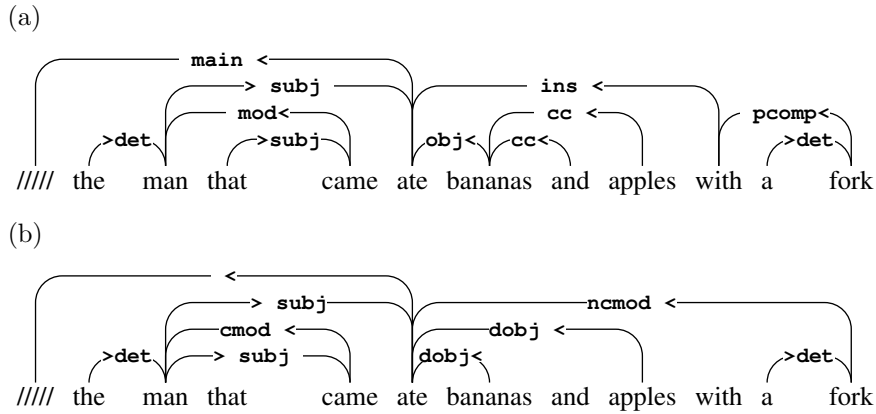 (a)
main <
> subj ins <
mod< cc < pcomp<
>det >subj obj< cc< >det
///// the man that came ate bananas and apples with a fork
(b)
<
> subj ncmod <
cmod < dobj <
>det > subj dobj< >det
///// the man that came ate bananas and apples with a fork